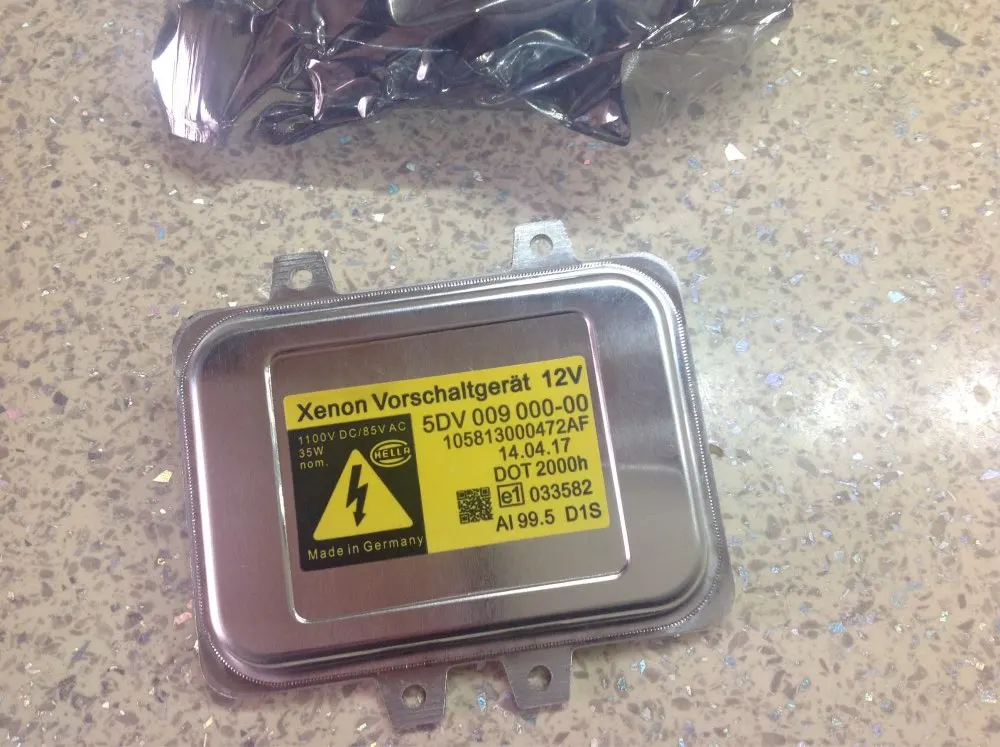 Xenon Vorschaltgerät 12V
5DV 009 000-00
105813000472AF
14.04.17
DOT 2000h
e1 033582
AI 99.5 D1S
1100V DC/85V AC
35W
nom.
HELLA
Made in Germany